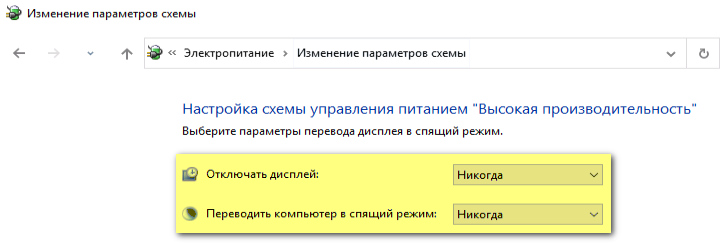 Изменение параметров схемы
« Электропитание > Изменение параметров схемы
Настройка схемы управления питанием "Высокая производительность"
Выберите параметры перевода дисплея в спящий режим.
Отключать дисплей: Никогда
Переводить компьютер в спящий режим: Никогда